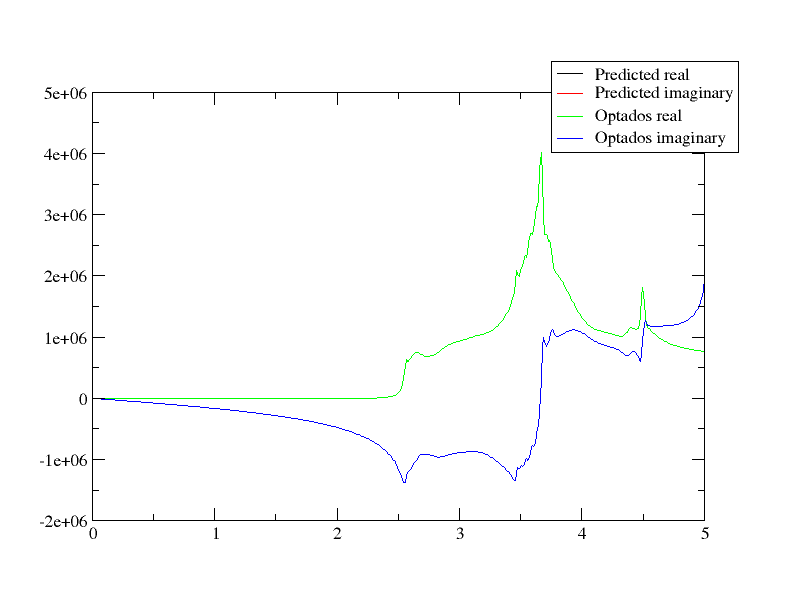 Predicted real
Predicted imaginary
Optados real
Optados imaginary
5e+06
4e+06
3e+06
2e+06
1e+06
0
-1e+06
-2e+06
0 1 2 3 4 5